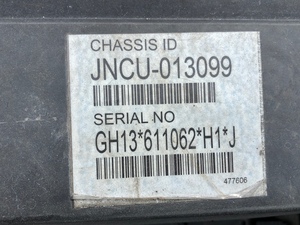 CHASSIS ID
JNCU-013099
SERIAL NO
GH13*611062*H1*J
477606